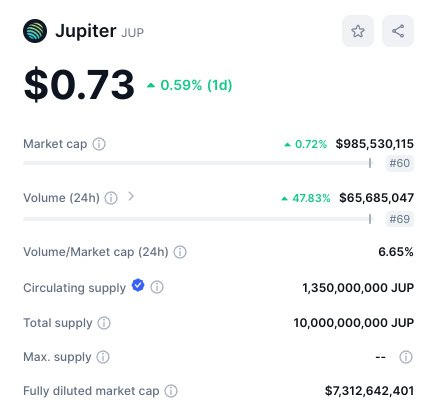 Jupiter JUP
$0.73 0.59% (1d)
Market cap 0.72% $985,530,115
#60
Volume (24h) 47.83% $65,685,047
#69
Volume/Market cap (24h) 6.65%
Circulating supply 1,350,000,000 JUP
Total supply 10,000,000,000 JUP
Max. supply --
Fully diluted market cap $7,312,642,401